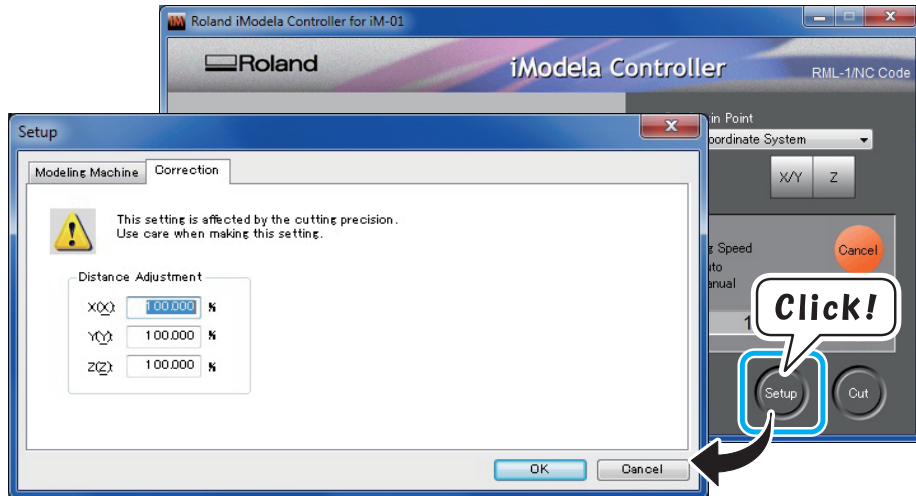 Roland iModela Controller for iM-01
Roland
iModela Controller
RML-1/NC Code
in Point
oordinate System
X/Y
Z
g Speed
uto
anual
Cancel
1
Click!
Setup
Cut
Setup
Modeling Machine
Correction
This setting is affected by the cutting precision.
Use care when making this setting.
Distance Adjustment
X(X): 100.000 %
Y(Y): 100.000 %
Z(Z): 100.000 %
OK
Cancel